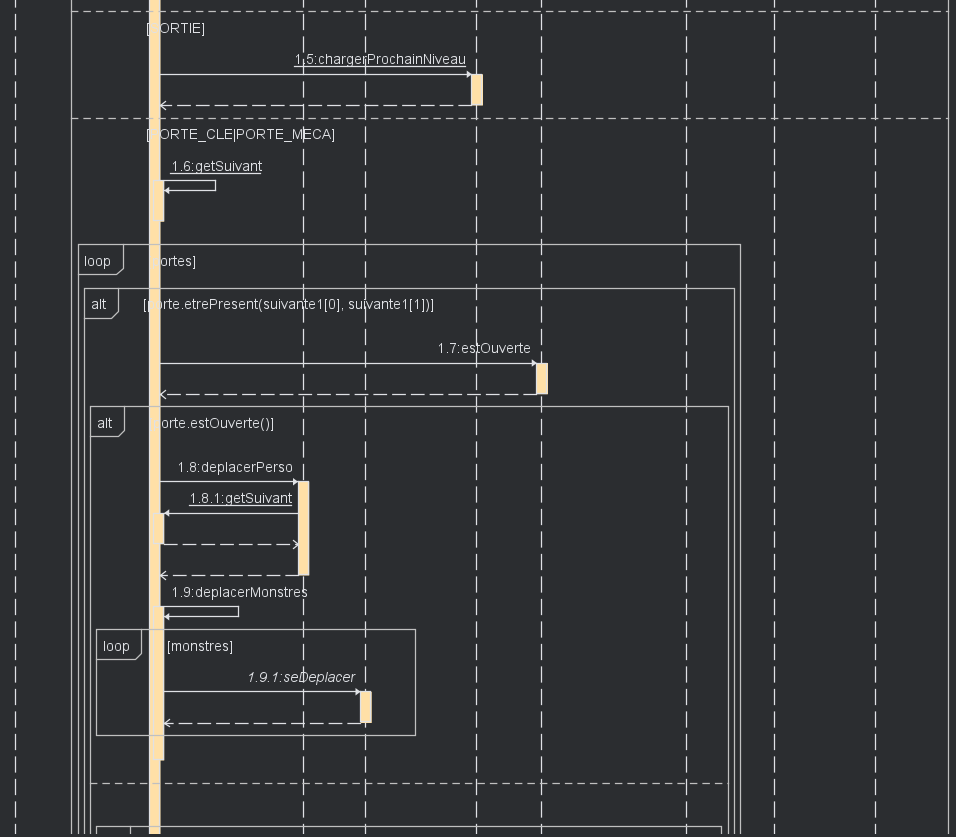 [SORTIE]
1.5:chargerProchainNiveau
[PORTE_CLE|PORTE_MECA]
1.6:getSuivant
loop
[portes]
alt
[porte.etrePresent(suivante1[0], suivante1[1])]
1.7:estOuverte
alt
[porte.estOuverte()]
1.8:deplacerPerso
1.8.1:getSuivant
1.9:deplacerMonstres
loop
[monstres]
1.9.1:seDeplacer